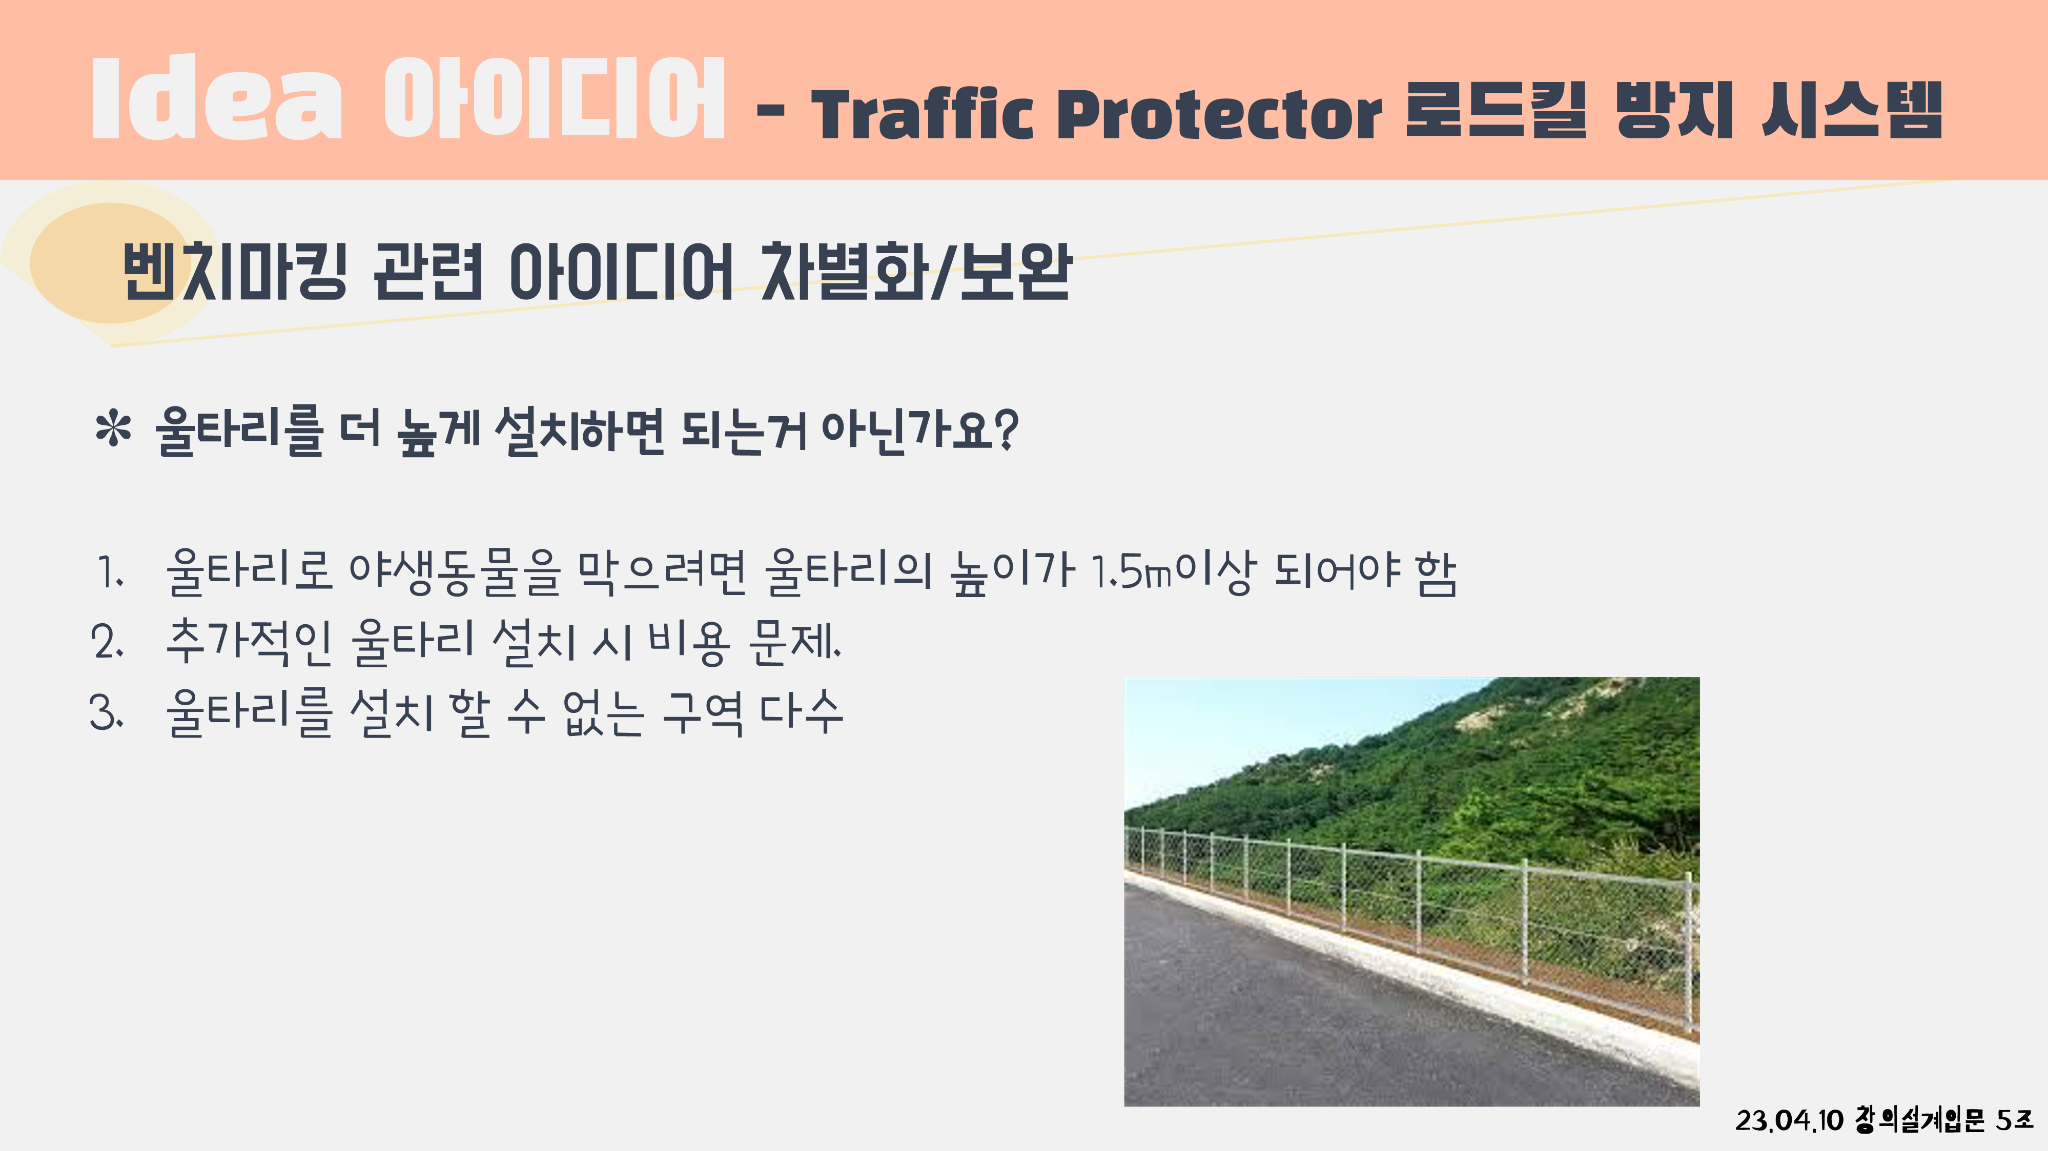 Idea 아이디어 - Traffic Protector 로드킬 방지 시스템
벤치마킹 관련 아이디어 차별화/보완
✻ 울타리를 더 높게 설치하면 되는거 아닌가요?
1. 울타리로 야생동물을 막으려면 울타리의 높이가 1.5m이상 되어야 함
2. 추가적인 울타리 설치 시 비용 문제.
3. 울타리를 설치 할 수 없는 구역 다수
23.04.10 창의설계입문 5조